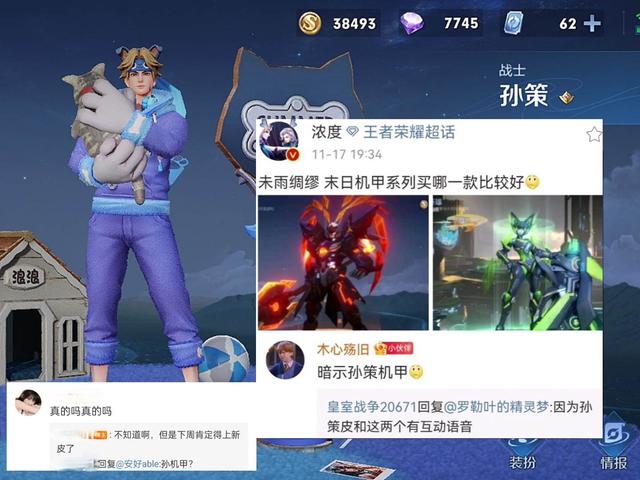 38493
7745
62
战士
孙策
浪浪
浓度
王者荣耀超话
11-17 19:34
未雨绸缪 末日机甲系列买哪一款比较好
木心殇旧
小伙伴
暗示孙策机甲
皇室战争20671回复@罗勒叶的精灵梦:因为孙
策皮和这两个有互动语音
真的吗真的吗
:不知道啊，但是下周肯定得上新
皮了
回复@安好able:孙机甲?
装扮
情报